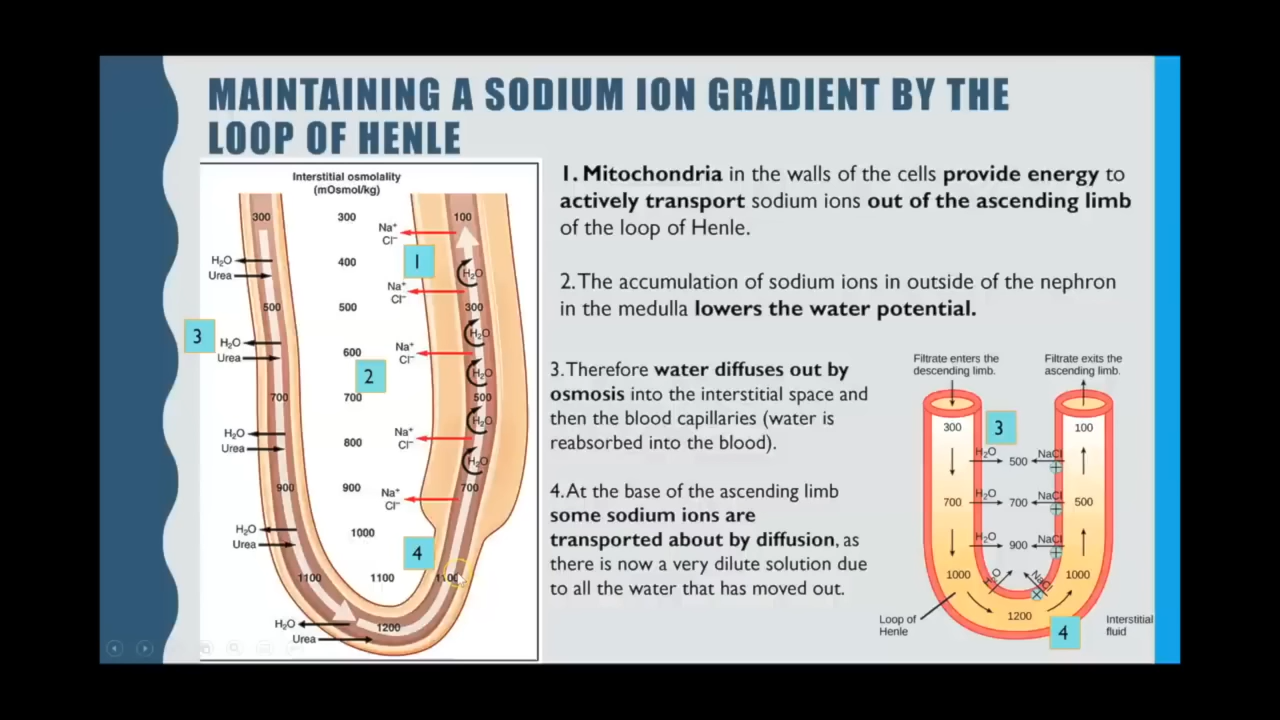 MAINTAINING A SODIUM ION GRADIENT BY THE
LOOP OF HENLE
Interstitial osmolality
(mOsmol/kg)
300
300
100
Na⁺
Cl⁻
1
H₂O
Urea
400
H₂O
Na⁺
Cl⁻
500
500
300
3
H₂O
Urea
600
Na⁺
Cl⁻
H₂O
2
H₂O
700
700
500
H₂O
Urea
800
Na⁺
Cl⁻
H₂O
H₂O
900
900
Na⁺
Cl⁻
700
H₂O
Urea
1000
4
1100
1100
1100
H₂O
Urea
1200
1. Mitochondria in the walls of the cells provide energy to
actively transport sodium ions out of the ascending limb
of the loop of Henle.
2.The accumulation of sodium ions in outside of the nephron
in the medulla lowers the water potential.
3.Therefore water diffuses out by
osmosis into the interstitial space and
then the blood capillaries (water is
reabsorbed into the blood).
4.At the base of the ascending limb
some sodium ions are
transported about by diffusion, as
there is now a very dilute solution due
to all the water that has moved out.
Filtrate enters the
descending limb.
Filtrate exits the
ascending limb.
300
3
100
H₂O
500
NaCl
700
H₂O
700
NaCl
500
H₂O
900
NaCl
1000
H₂O
NaCl
1000
1200
Loop of
Henle
4
Interstitial
fluid